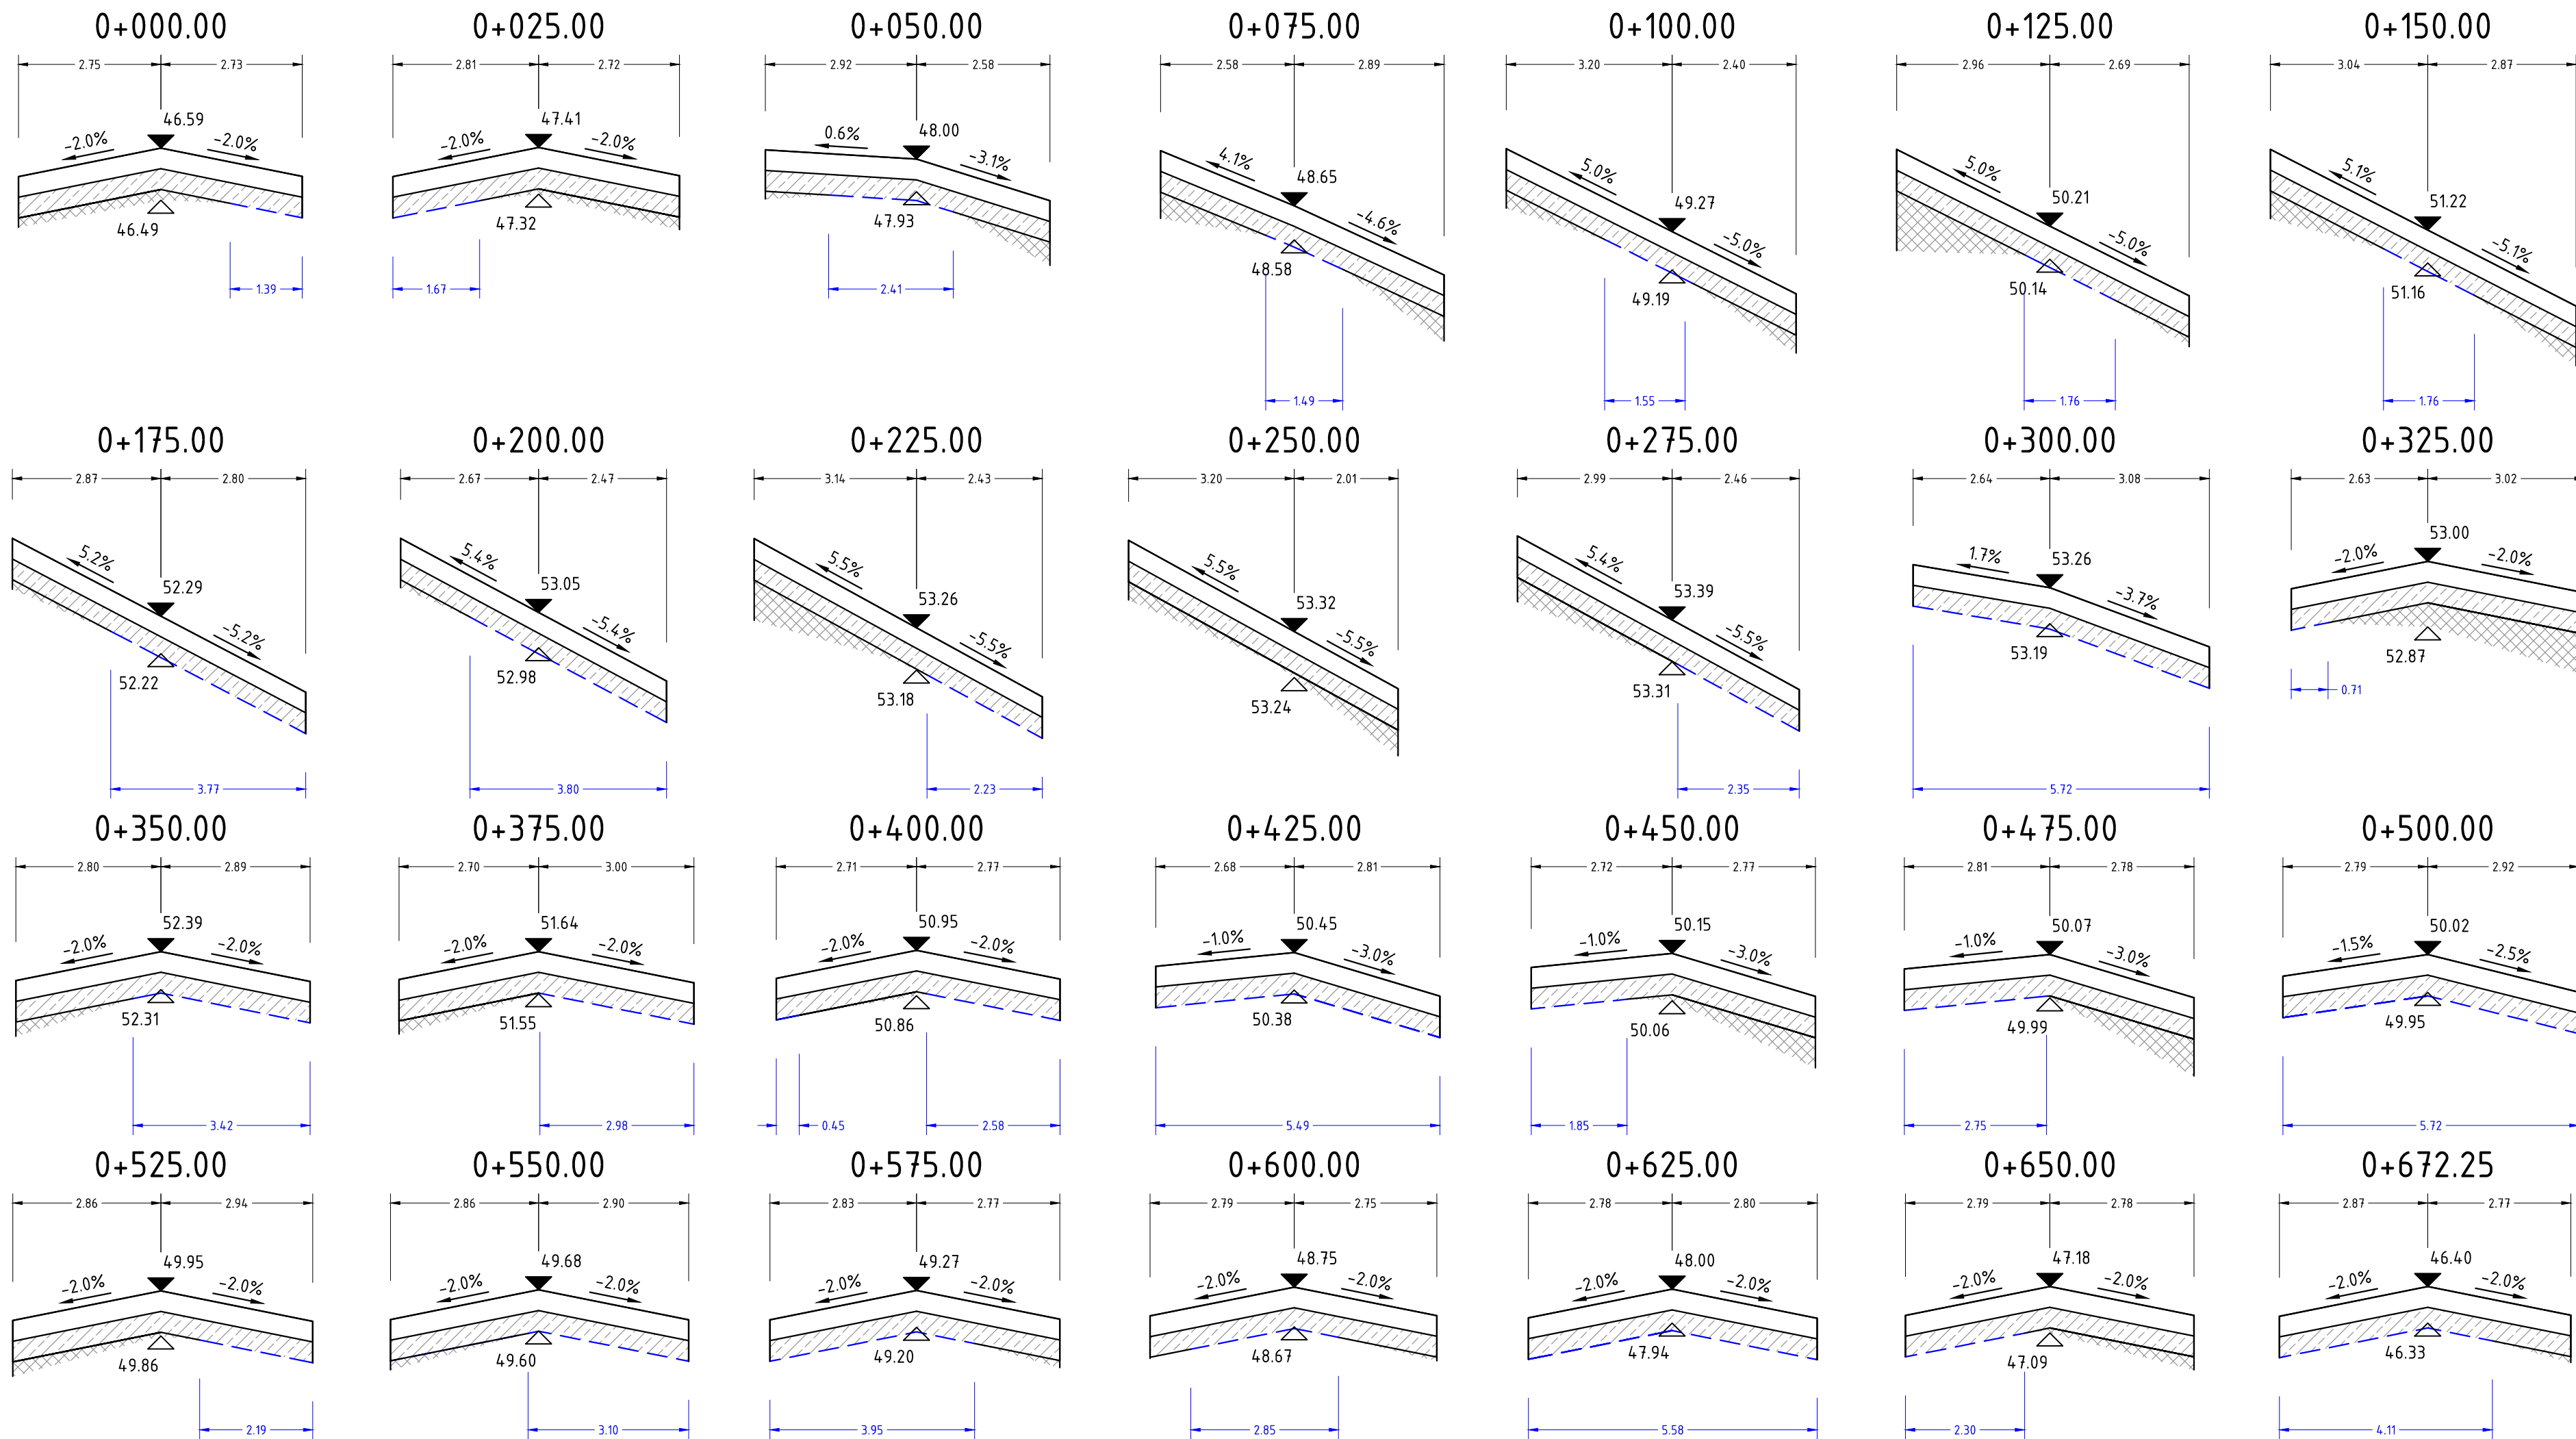 0+000.00 0+025.00 0+050.00 0+075.00 0+100.00 0+125.00 0+150.00
2.75 2.73 2.81 2.72 2.92 2.58 2.58 2.89 3.20 2.40 2.96 2.69 3.04 2.87
46.59 47.41 48.00 48.65 49.27 50.21 51.22
-2.0% -2.0% -2.0% -2.0% 0.6% -3.1% 4.1% -4.6% 5.0% -5.0% 5.0% -5.0% 5.1% -5.1%
46.49 47.32 47.93 48.58 49.19 50.14 51.16
1.39 1.67 2.41 1.49 1.55 1.76 1.76
0+175.00 0+200.00 0+225.00 0+250.00 0+275.00 0+300.00 0+325.00
2.87 2.80 2.67 2.47 3.14 2.43 3.20 2.01 2.99 2.46 2.64 3.08 2.63 3.02
52.29 53.05 53.26 53.32 53.39 53.26 53.00
5.2% -5.2% 5.4% -5.4% 5.5% -5.5% 5.5% -5.5% 5.4% -5.5% 1.7% -3.7% -2.0% -2.0%
52.22 52.98 53.18 53.24 53.31 53.19 52.87
3.77 3.80 2.23 2.35 5.72 0.71
0+350.00 0+375.00 0+400.00 0+425.00 0+450.00 0+475.00 0+500.00
2.80 2.89 2.70 3.00 2.71 2.77 2.68 2.81 2.72 2.77 2.81 2.78 2.79 2.92
52.39 51.64 50.95 50.45 50.15 50.07 50.02
-2.0% -2.0% -2.0% -2.0% -2.0% -2.0% -1.0% -3.0% -1.0% -3.0% -1.0% -3.0% -1.5% -2.5%
52.31 51.55 50.86 50.38 50.06 49.99 49.95
3.42 2.98 0.45 2.58 5.49 1.85 2.75 5.72
0+525.00 0+550.00 0+575.00 0+600.00 0+625.00 0+650.00 0+672.25
2.86 2.94 2.86 2.90 2.83 2.77 2.79 2.75 2.78 2.80 2.79 2.78 2.87 2.77
49.95 49.68 49.27 48.75 48.00 47.18 46.40
-2.0% -2.0% -2.0% -2.0% -2.0% -2.0% -2.0% -2.0% -2.0% -2.0% -2.0% -2.0% -2.0% -2.0%
49.86 49.60 49.20 48.67 47.94 47.09 46.33
2.19 3.10 3.95 2.85 5.58 2.30 4.11